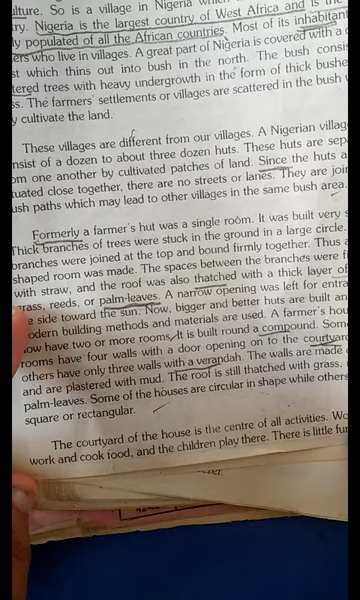 ulture. So is a village in Nigeria which
try. Nigeria is the largest country of West Africa and is the
ly populated of all the African countries. Most of its inhabitant
ers who live in villages. A great part of Nigeria is covered with a
st which thins out into bush in the north. The bush consis
tered trees with heavy undergrowth in the form of thick bushe
ss. The farmers' settlements or villages are scattered in the bush w
y cultivate the land.
These villages are different from our villages. A Nigerian villag
nsist of a dozen to about three dozen huts. These huts are sep
om one another by cultivated patches of land. Since the huts a
tuated close together, there are no streets or lanes. They are join
ush paths which may lead to other villages in the same bush area.
Formerly a farmer's hut was a single room. It was built very s
Thick branches of trees were stuck in the ground in a large circle.
branches were joined at the top and bound firmly together. Thus a
shaped room was made. The spaces between the branches were fi
with straw, and the roof was also thatched with a thick layer of
grass, reeds, or palm-leaves. A narrow opening was left for entra
e side toward the sun. Now, bigger and better huts are built an
odern building methods and materials are used. A farmer's hou
ow have two or more rooms. It is built round a compound. Som
rooms have four walls with a door opening on to the courtyard
others have only three walls with a verandah. The walls are made
and are plastered with mud. The roof is still thatched with grass,
palm-leaves. Some of the houses are circular in shape while others
square or rectangular.
The courtyard of the house is the centre of all activities. Wo
work and cook food, and the children play there. There is little fur